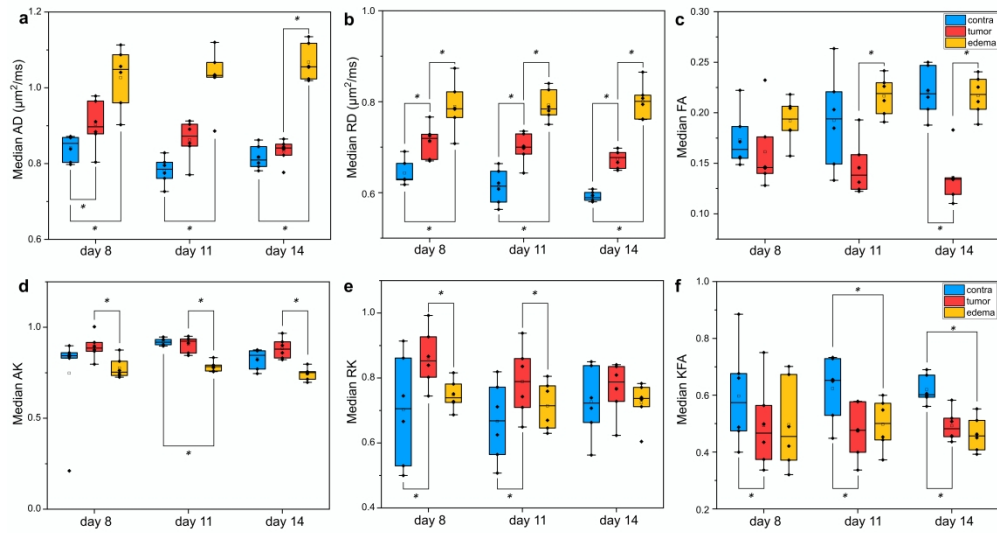 a
Median AD (μm²/ms)
1.0
0.8
0.6
day 8
day 11
day 14
*
*
*
*
*
b
Median RD (μm²/ms)
1.0
0.8
0.6
0.5
day 8
day 11
day 14
*
*
*
*
*
*
*
*
*
c
Median FA
0.25
0.20
0.15
0.10
day 8
day 11
day 14
*
*
*
contra
tumor
edema
d
Median AK
1.0
0.5
0.0
day 8
day 11
day 14
*
*
*
*
e
Median RK
1.0
0.8
0.6
0.4
day 8
day 11
day 14
*
*
*
*
f
Median KFA
1.0
0.8
0.6
0.4
0.2
day 8
day 11
day 14
*
*
*
*
*
contra
tumor
edema